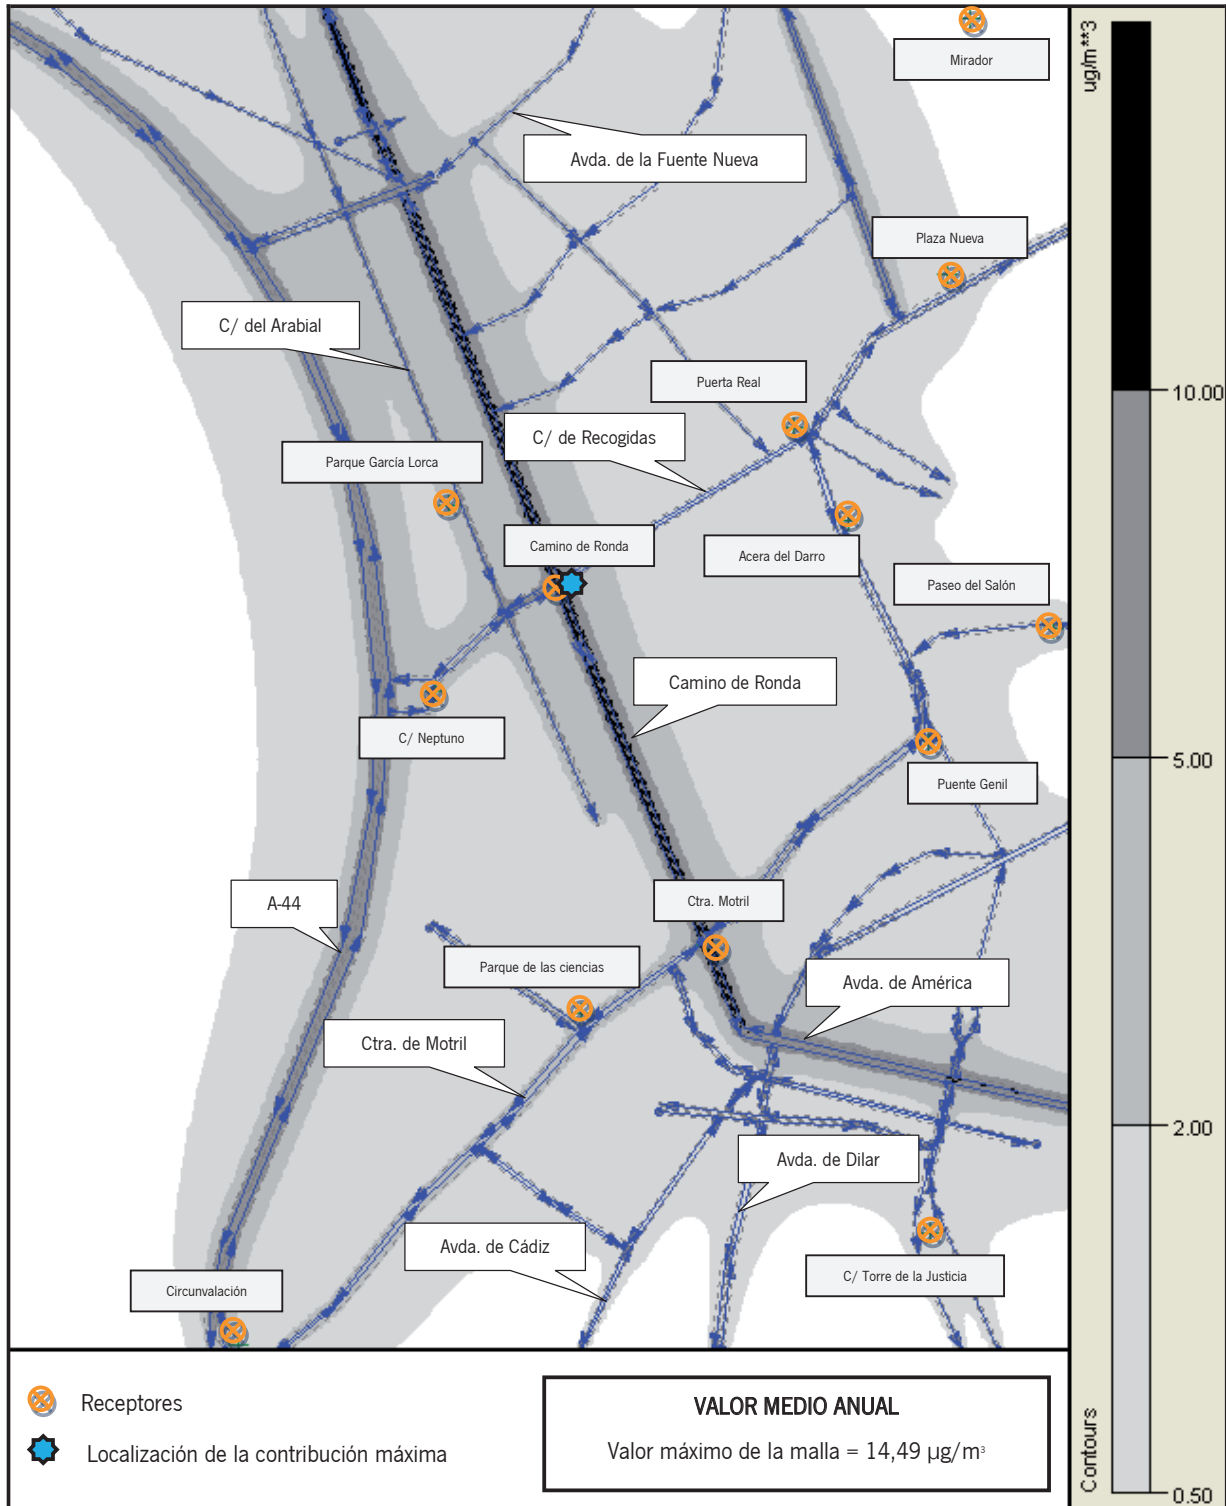 Mirador
ug/m**3
Avda. de la Fuente Nueva
Plaza Nueva
C/ del Arabial
Puerta Real
10.00
C/ de Recogidas
Parque García Lorca
Camino de Ronda
Acera del Darro
Paseo del Salón
Camino de Ronda
C/ Neptuno
5.00
Puente Genil
A-44
Ctra. Motril
Parque de las ciencias
Avda. de América
Ctra. de Motril
2.00
Avda. de Dilar
Avda. de Cádiz
C/ Torre de la Justicia
Circunvalación
Receptores
Localización de la contribución máxima
VALOR MEDIO ANUAL
Valor máximo de la malla = 14,49 µg/m³
Contours
0.50